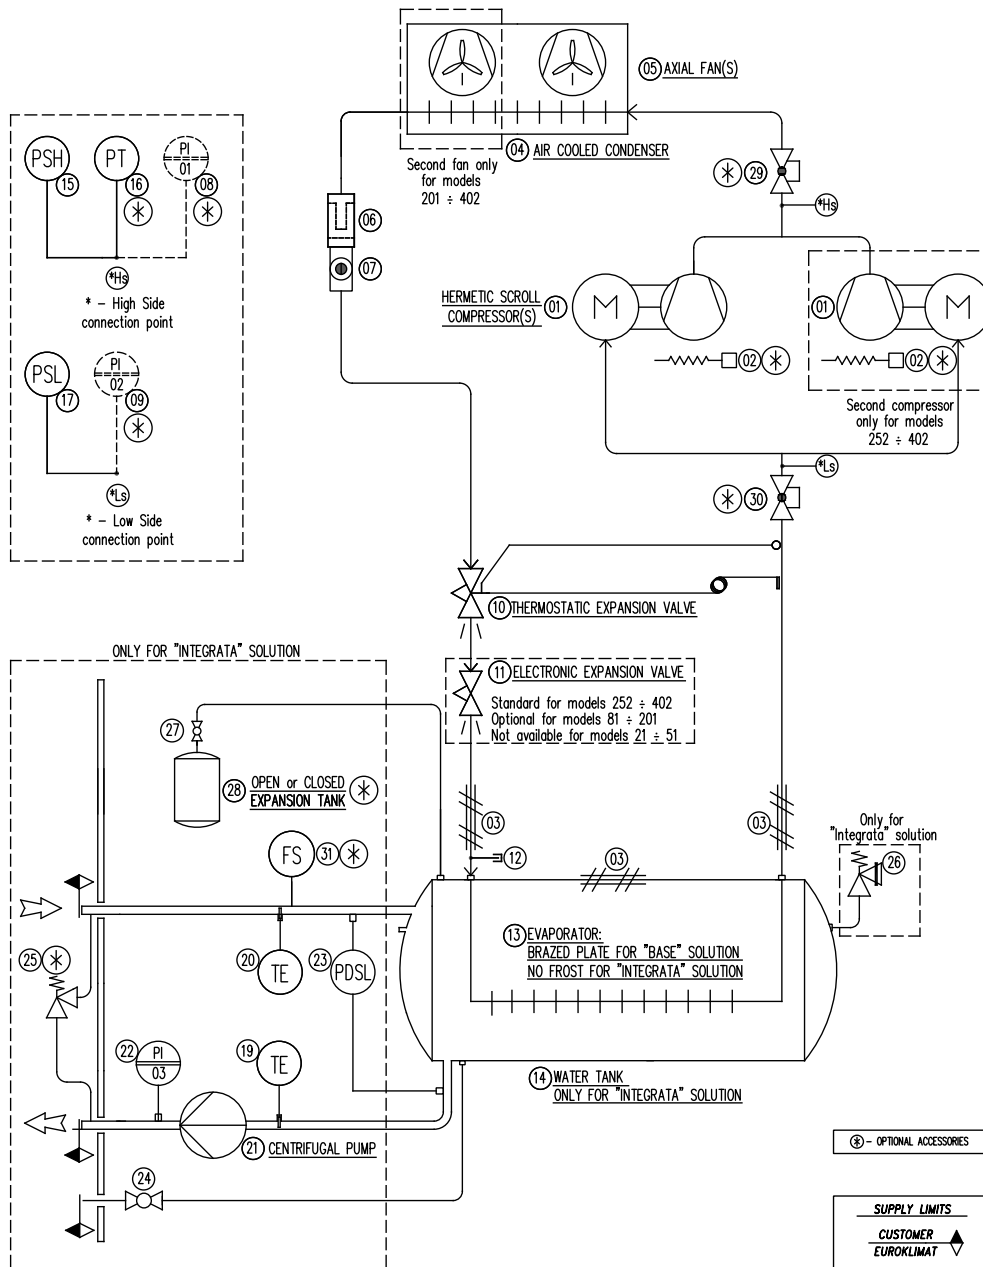 05 AXIAL FAN(S)
04 AIR COOLED CONDENSER
Second fan only
for models
201 ÷ 402
PSH
15
PT
16
PI
01
08
*Hs
* – High Side
connection point
PSL
17
PI
02
09
*Ls
* – Low Side
connection point
29
*Hs
06
07
HERMETIC SCROLL
COMPRESSOR(S)
01
M
01
M
02
02
Second compressor
only for models
252 ÷ 402
*Ls
30
10 THERMOSTATIC EXPANSION VALVE
11 ELECTRONIC EXPANSION VALVE
Standard for models 252 ÷ 402
Optional for models 81 ÷ 201
Not available for models 21 ÷ 51
ONLY FOR "INTEGRATA" SOLUTION
27
28 OPEN or CLOSED
EXPANSION TANK
03
03
12
03
Only for
"Integrata" solution
26
FS
31
25
20
TE
23
PDSL
13 EVAPORATOR:
BRAZED PLATE FOR "BASE" SOLUTION
NO FROST FOR "INTEGRATA" SOLUTION
22
PI
03
19
TE
14 WATER TANK
ONLY FOR "INTEGRATA" SOLUTION
21 CENTRIFUGAL PUMP
24
– OPTIONAL ACCESSORIES
SUPPLY LIMITS
CUSTOMER
EUROKLIMAT